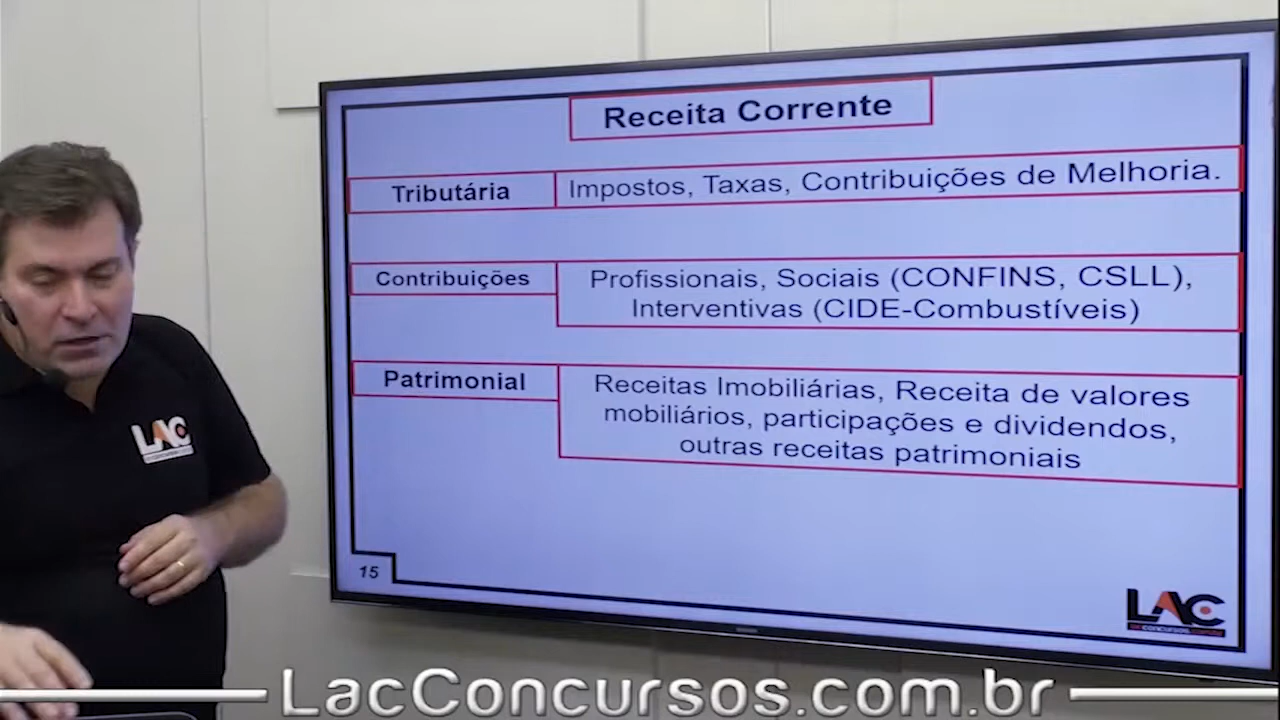 Receita Corrente
Tributária
Impostos, Taxas, Contribuições de Melhoria.
Contribuições
Profissionais, Sociais (CONFINS, CSLL),
Interventivas (CIDE-Combustíveis)
Patrimonial
Receitas Imobiliárias, Receita de valores
mobiliários, participações e dividendos,
outras receitas patrimoniais
15
LAC
LAC
LacConcursos.com.br